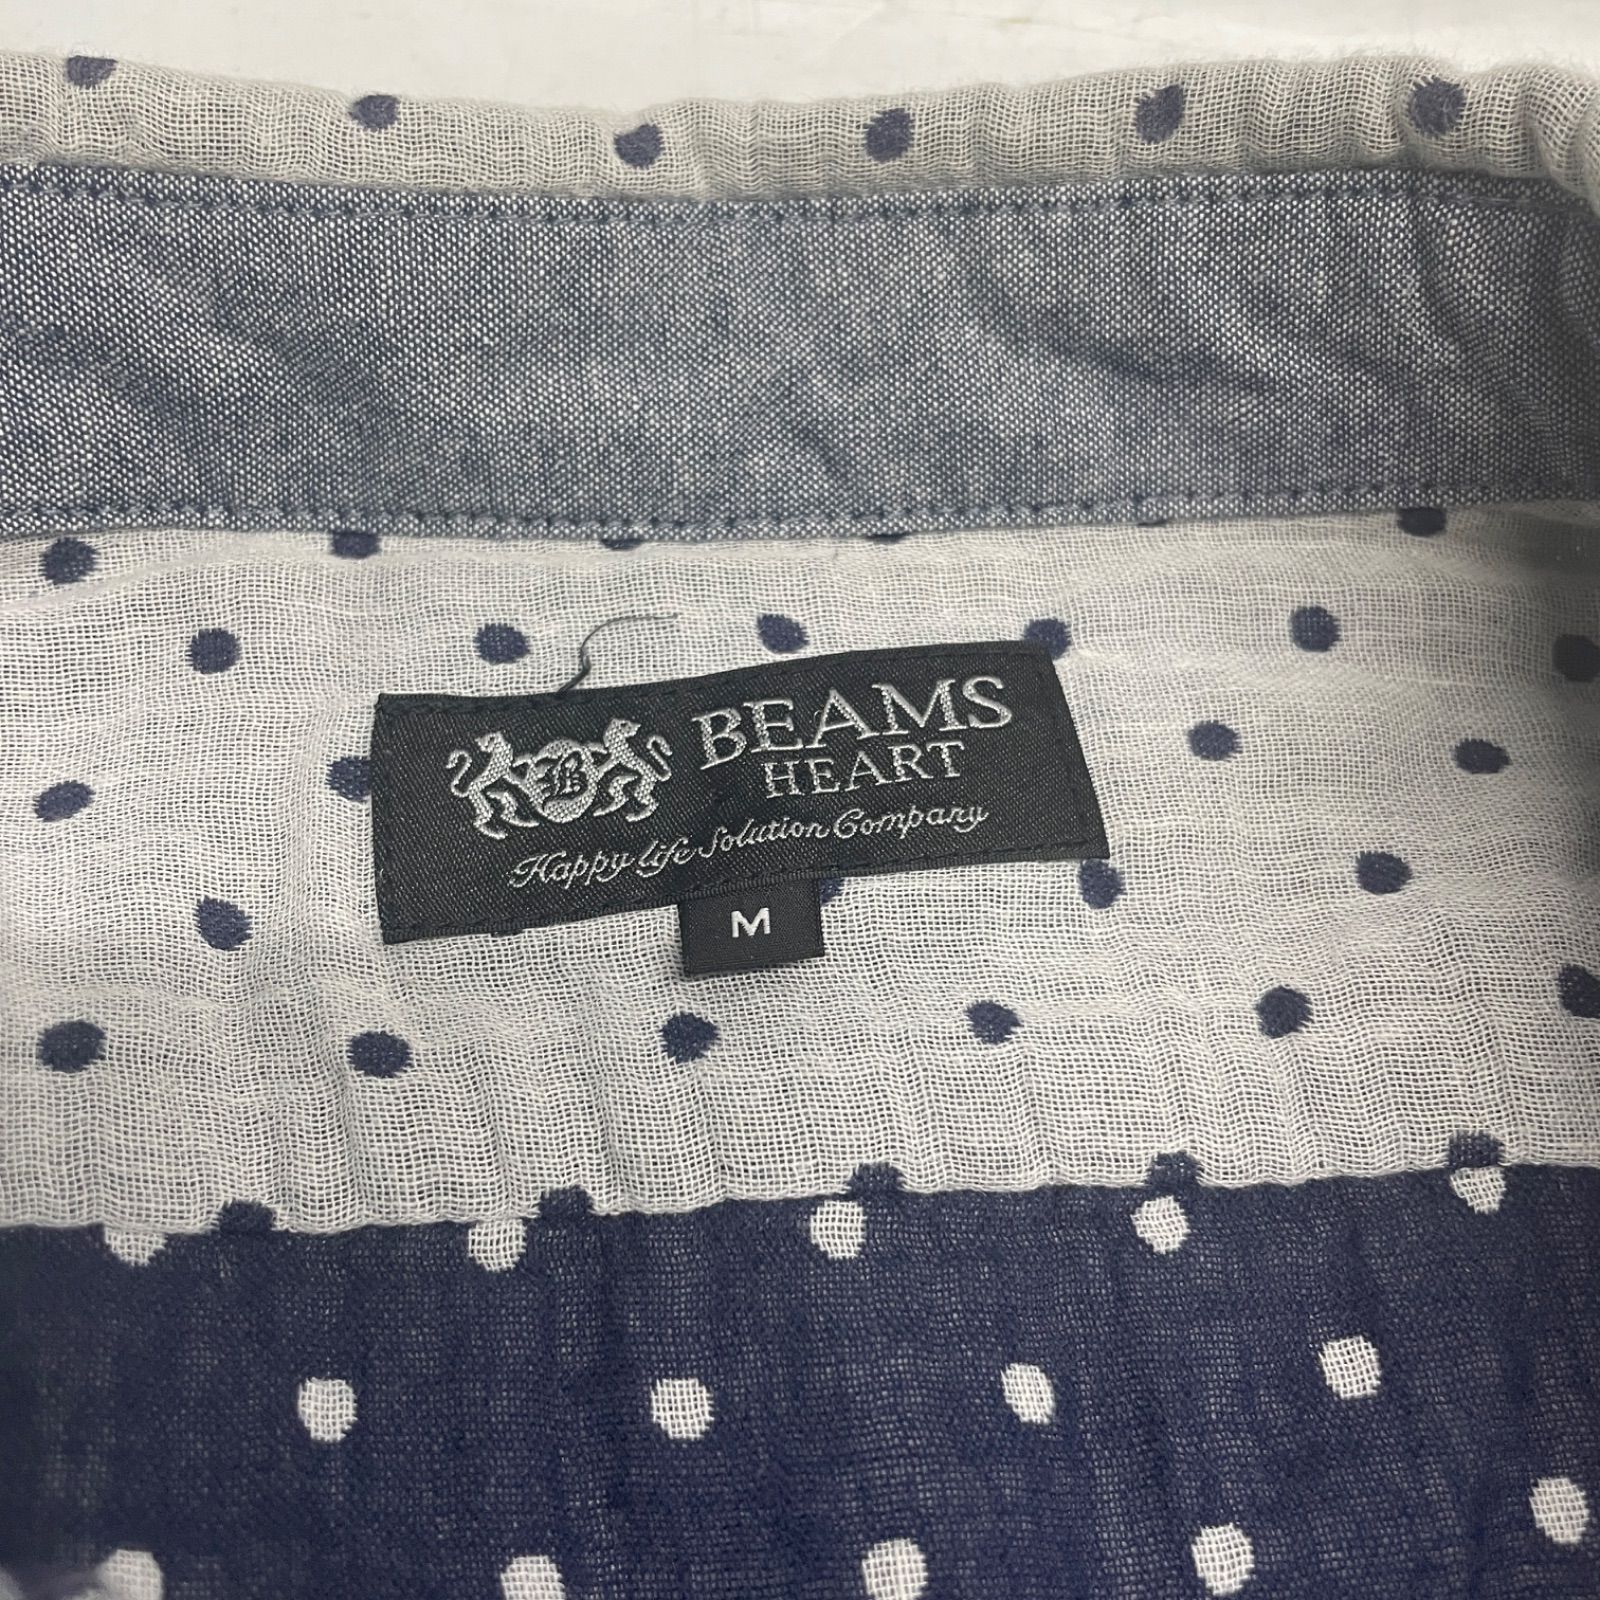 BEAMS
HEART
B
Happy Life Solution Company
M